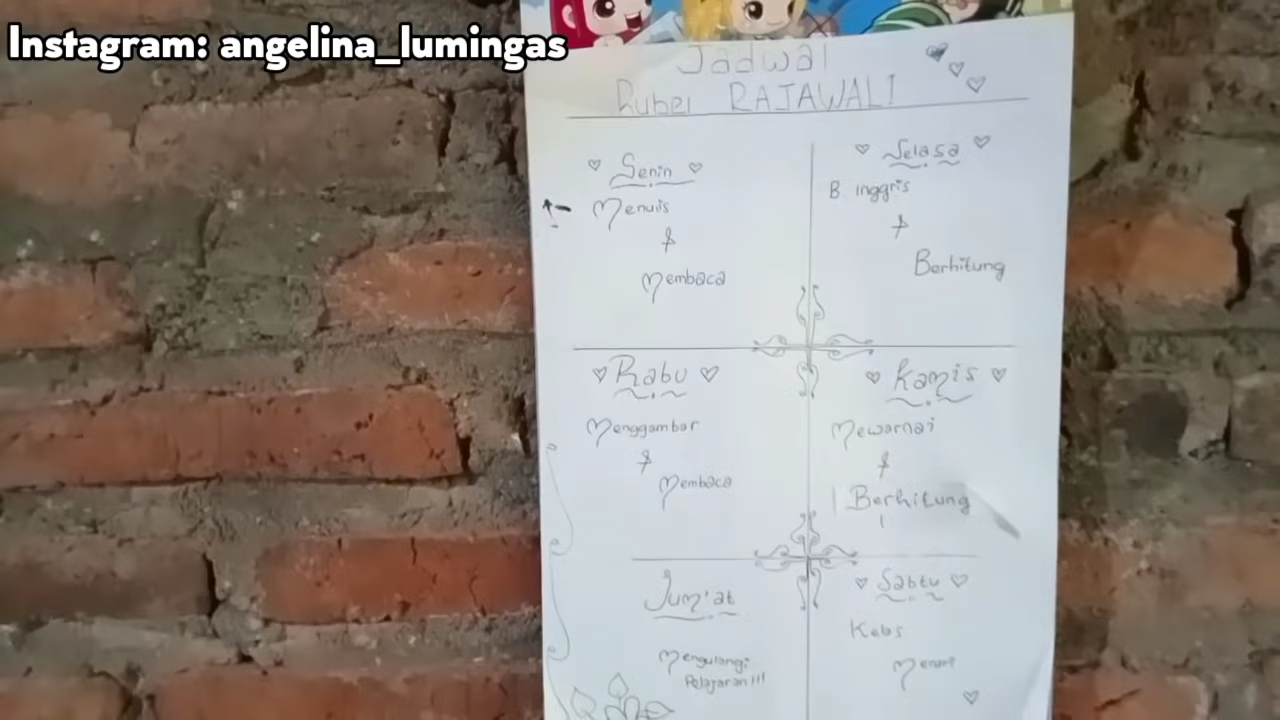 Instagram: angelina_lumingas
Jadwal
Rubel RAJAWALI
Senin
Menulis
&
Membaca
Selasa
B. inggris
&
Berhitung
Rabu
Menggambar
&
Membaca
Kamis
Mewarnai
&
Berhitung
Jum'at
Mengulangi
Pelajaran!!!
Sabtu
Kebs
Menari